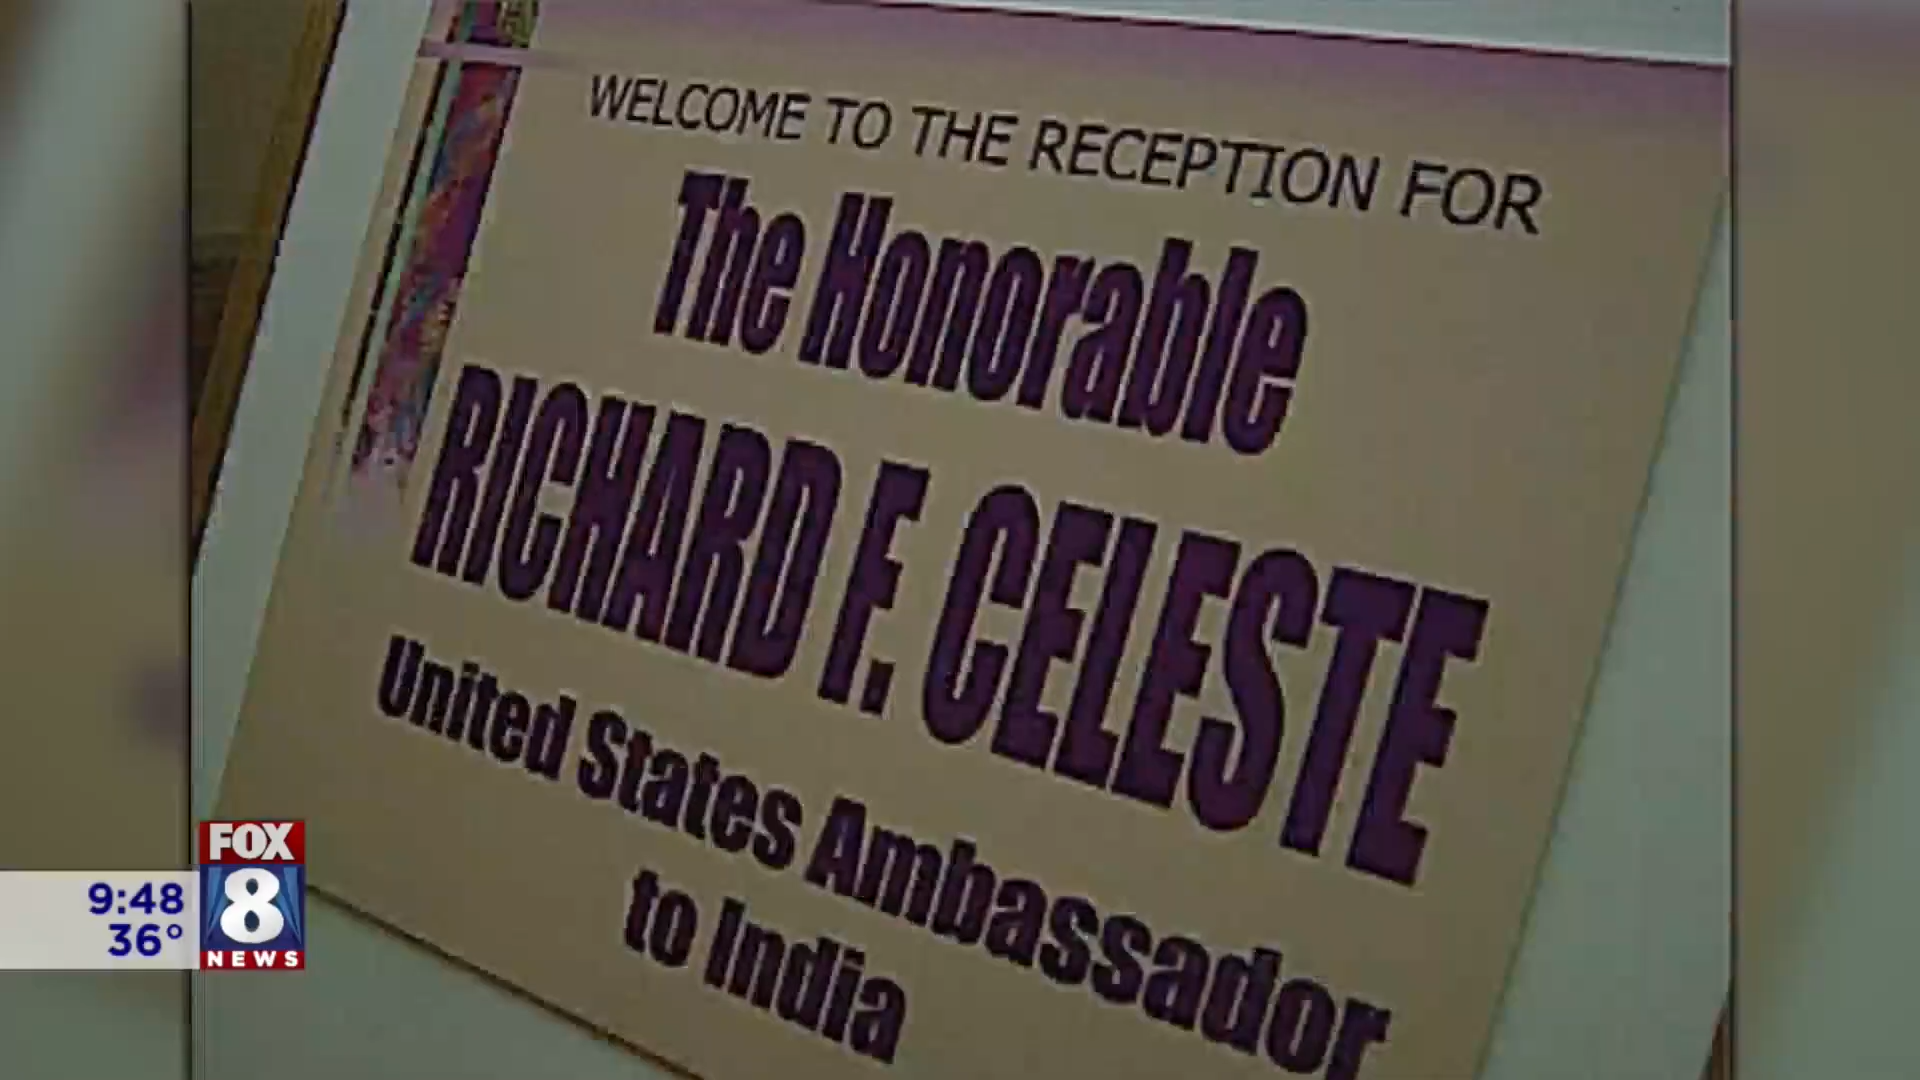 WELCOME TO THE RECEPTION FOR
The Honorable
RICHARD F. CELESTE
United States Ambassador
to India
9:48
36°
FOX
8
NEWS